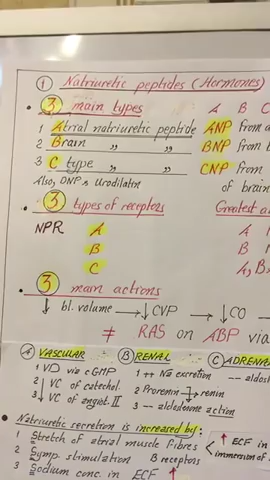 ① Natriuretic peptides (Hormones)
• ③ main types A B C
1 Atrial natriuretic peptide ANP from a
2 Brain „ „ BNP from
3 C type „ „ CNP from
Also, DNP & Urodilatin of brain
• ③ types of receptors Greatest a
NPR A A
B B
C A, B
• ③ main actions
↓ bl. volume → ↓ CVP → ↓ CO
≠ RAS on ABP via
Ⓐ VASCULAR Ⓑ RENAL Ⓒ ADRENA
1 VD via cGMP 1 ++ Na excretion -- aldos
2 ↓ VC of catechol. 2 Prorenin → renin
3 ↓ VC of angiot. II 3 -- aldosterone action
• Natriuretic secretion is increased by:
1 Stretch of atrial muscle fibres ↑ ECF in
2 Symp. stimulation B receptors immersion of
3 Sodium conc. in ECF ↑